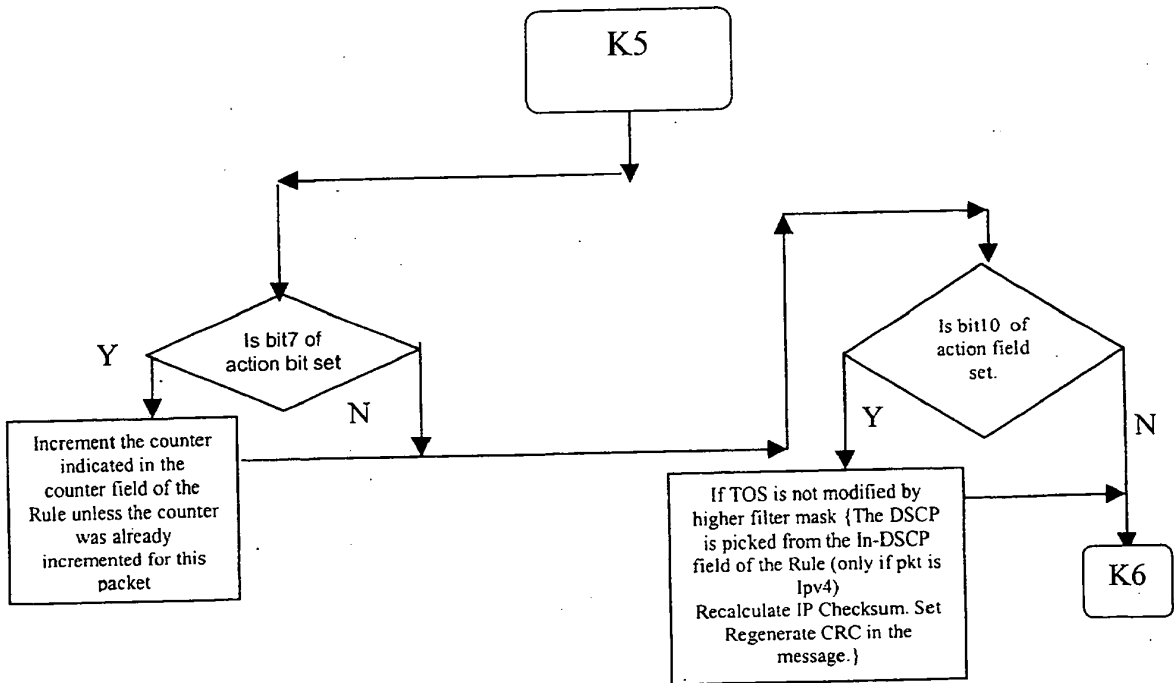 K5
Is bit7 of
action bit set
Y
N
Increment the counter
indicated in the
counter field of the
Rule unless the counter
was already
incremented for this
packet
Is bit10 of
action field
set.
Y
N
If TOS is not modified by
higher filter mask {The DSCP
is picked from the In-DSCP
field of the Rule (only if pkt is
Ipv4)
Recalculate IP Checksum. Set
Regenerate CRC in the
message.}
K6